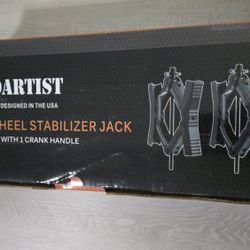 DARTIST
DESIGNED IN THE USA
HEEL STABILIZER JACK
WITH 1 CRANK HANDLE